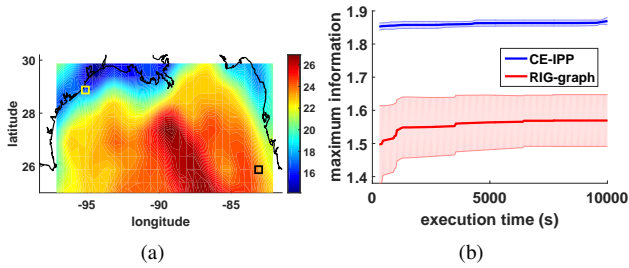 30
28
26
latitude
-95
-90
-85
longitude
26
24
22
20
18
16
(a)
1.9
1.8
1.7
1.6
1.5
1.4
maximum information
CE-IPP
RIG-graph
0
5000
10000
execution time (s)
(b)